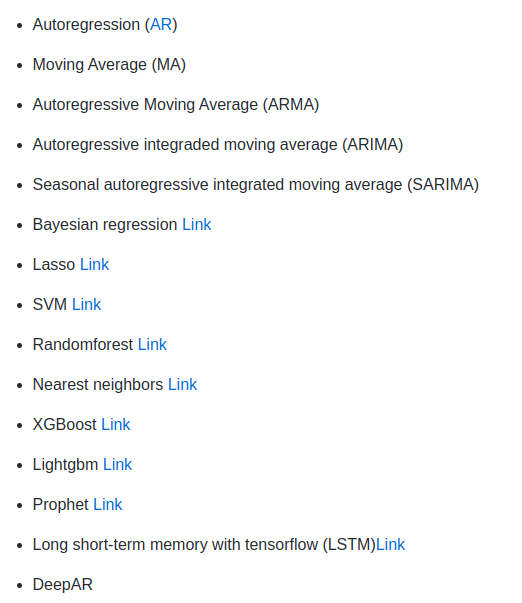 Autoregression (AR)
Moving Average (MA)
Autoregressive Moving Average (ARMA)
Autoregressive integraded moving average (ARIMA)
Seasonal autoregressive integrated moving average (SARIMA)
Bayesian regression Link
Lasso Link
SVM Link
Randomforest Link
Nearest neighbors Link
XGBoost Link
Lightgbm Link
Prophet Link
Long short-term memory with tensorflow (LSTM)Link
DeepAR